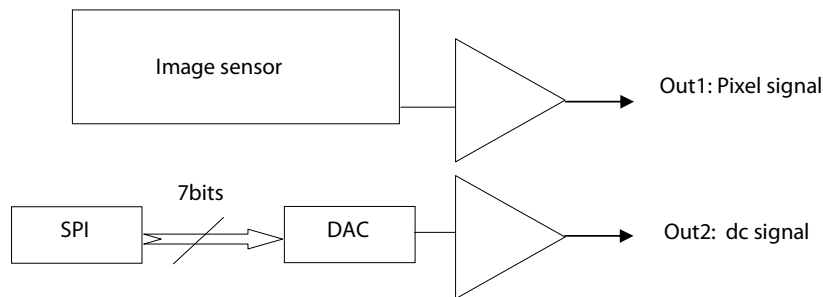 Image sensor
Out1: Pixel signal
7bits
SPI
DAC
Out2: dc signal